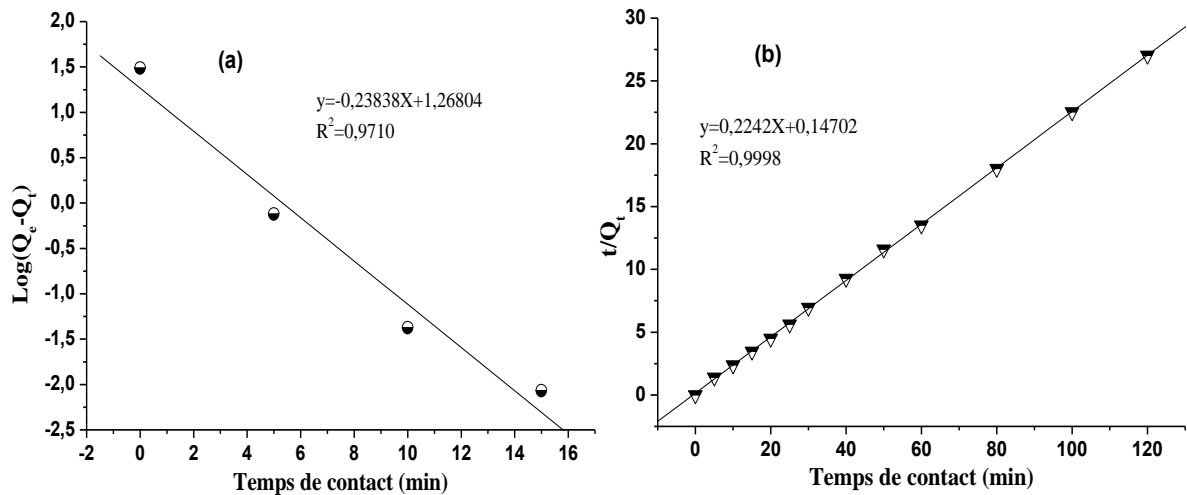 (a)
y=-0,23838X+1,26804
R²=0,9710
Log(Qₑ-Qₜ)
2,0
1,5
1,0
0,5
0,0
-0,5
-1,0
-1,5
-2,0
-2,5
-2 0 2 4 6 8 10 12 14 16
Temps de contact (min)
(b)
y=0,2242X+0,14702
R²=0,9998
t/Qₜ
30
25
20
15
10
5
0
0 20 40 60 80 100 120
Temps de contact (min)